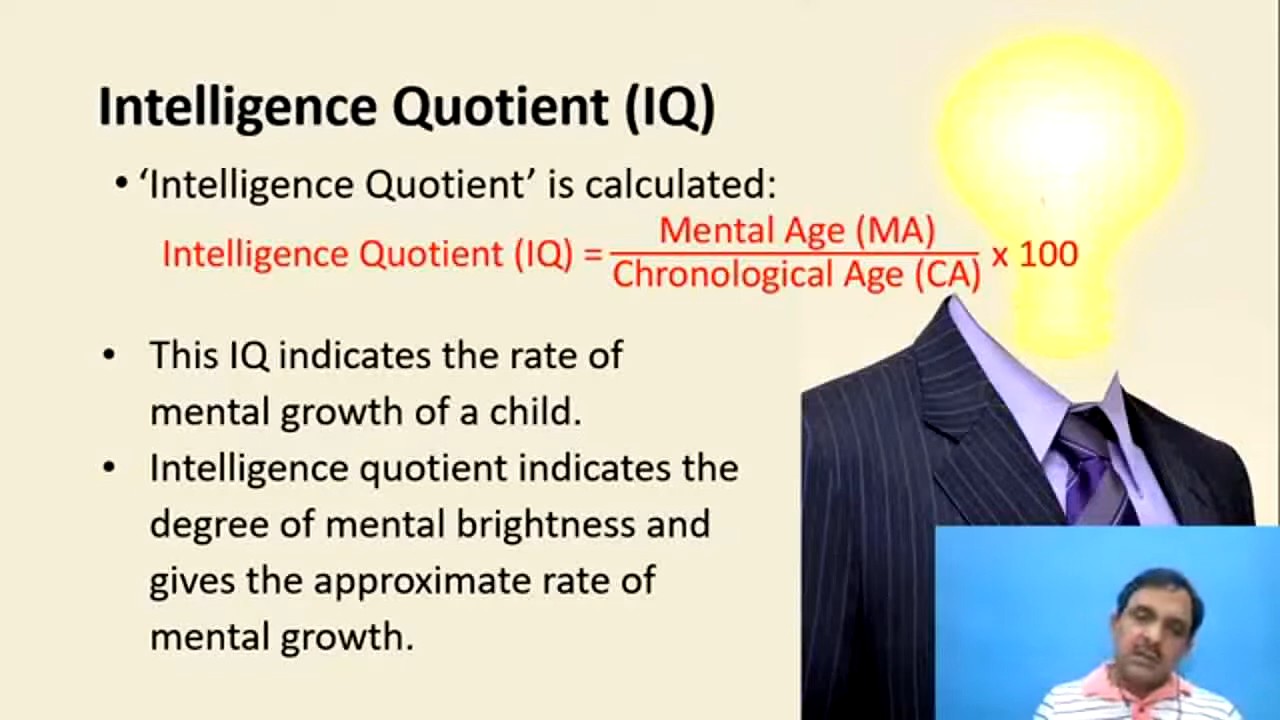 Intelligence Quotient (IQ)
• ‘Intelligence Quotient’ is calculated:
Intelligence Quotient (IQ) = Mental Age (MA) / Chronological Age (CA) x 100
• This IQ indicates the rate of
mental growth of a child.
• Intelligence quotient indicates the
degree of mental brightness and
gives the approximate rate of
mental growth.